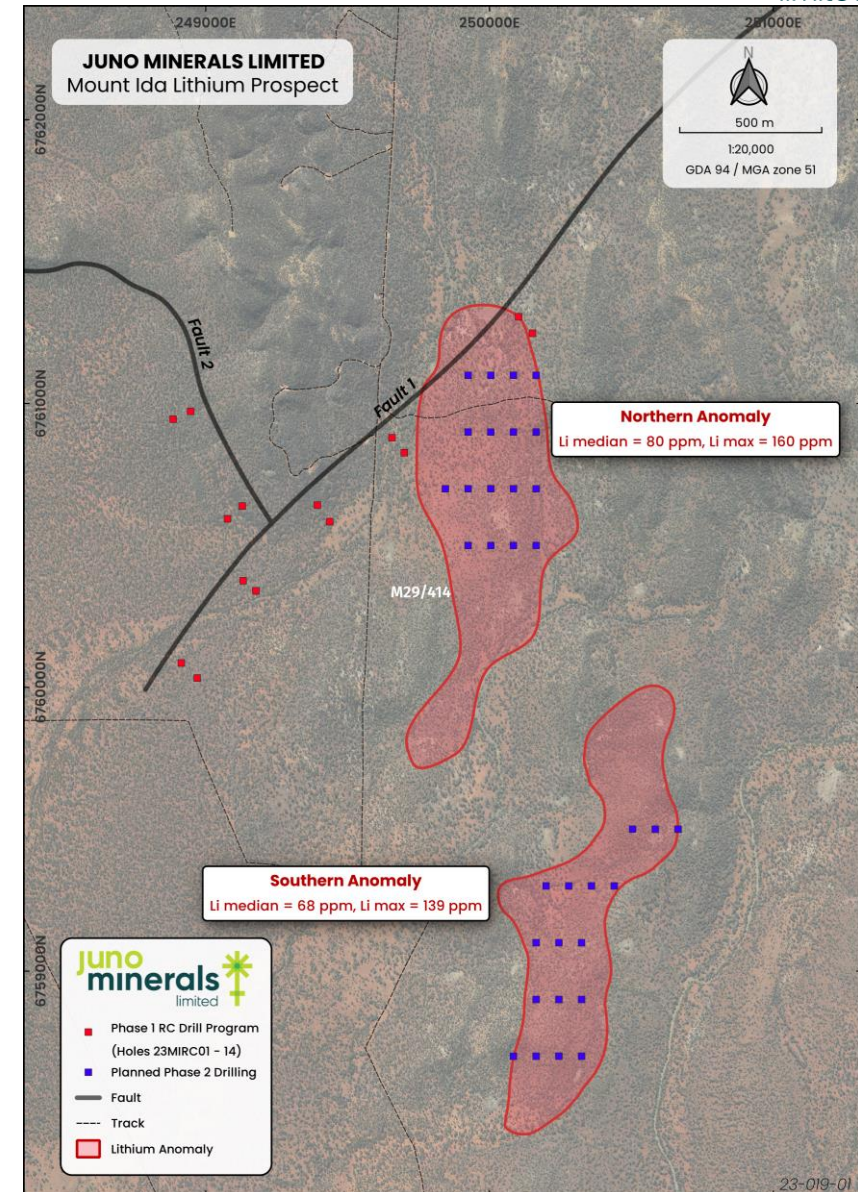 249000E
250000E
251000E
JUNO MINERALS LIMITED
Mount Ida Lithium Prospect
N
500 m
1:20,000
GDA 94 / MGA zone 51
6762000N
Fault 2
Fault 1
6761000N
Northern Anomaly
Li median = 80 ppm, Li max = 160 ppm
M29/414
6760000N
Southern Anomaly
Li median = 68 ppm, Li max = 139 ppm
6759000N
juno
minerals
limited
Phase 1 RC Drill Program
(Holes 23MIRC01 - 14)
Planned Phase 2 Drilling
Fault
Track
Lithium Anomaly
23-019-01